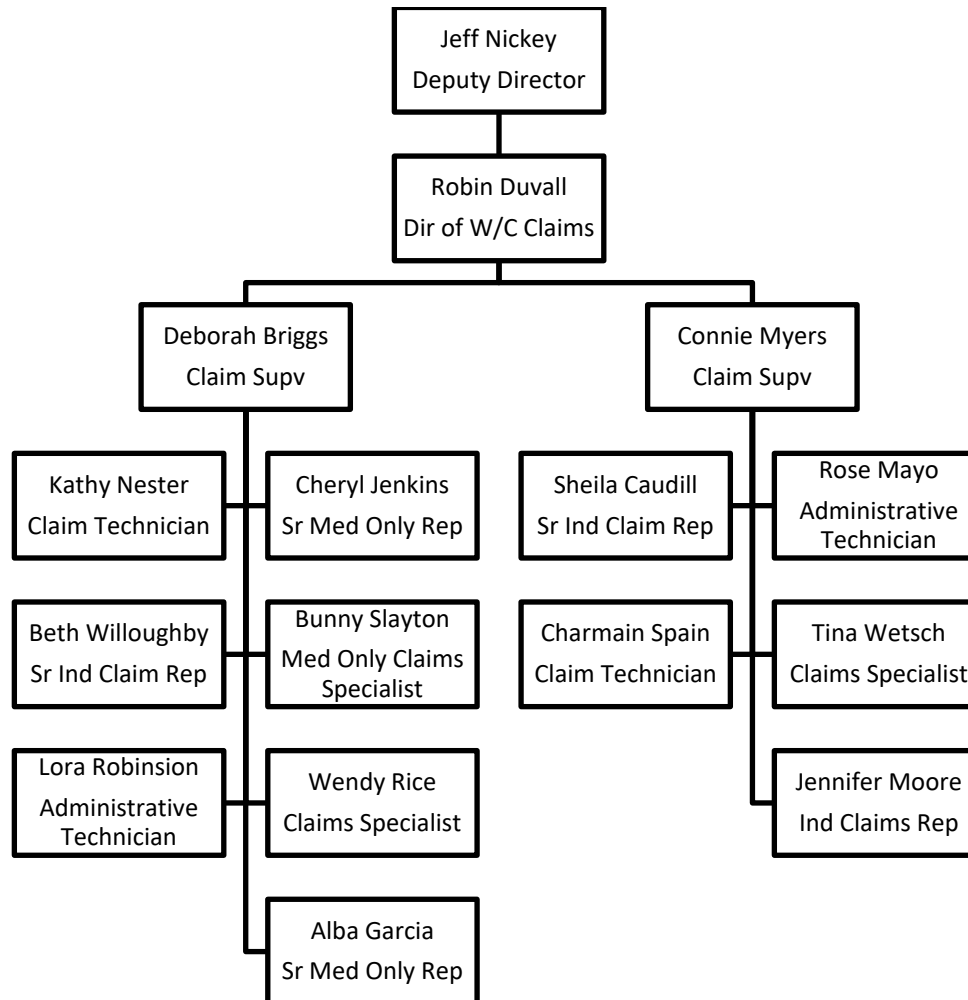 Jeff Nickey
Deputy Director
Robin Duvall
Dir of W/C Claims
Deborah Briggs
Claim Supv
Connie Myers
Claim Supv
Kathy Nester
Claim Technician
Cheryl Jenkins
Sr Med Only Rep
Sheila Caudill
Sr Ind Claim Rep
Rose Mayo
Administrative
Technician
Beth Willoughby
Sr Ind Claim Rep
Bunny Slayton
Med Only Claims
Specialist
Charmain Spain
Claim Technician
Tina Wetsch
Claims Specialist
Lora Robinsion
Administrative
Technician
Wendy Rice
Claims Specialist
Jennifer Moore
Ind Claims Rep
Alba Garcia
Sr Med Only Rep